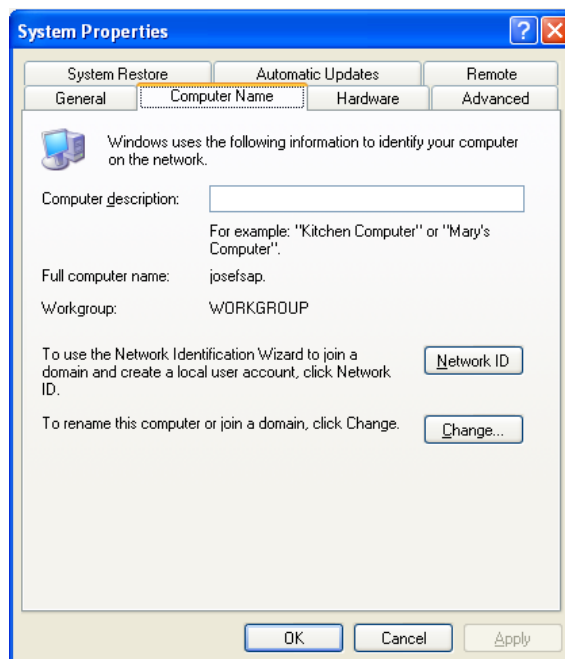 System Properties
System Restore
Automatic Updates
Remote
General
Computer Name
Hardware
Advanced
Windows uses the following information to identify your computer
on the network.
Computer description:
For example: "Kitchen Computer" or "Mary's
Computer".
Full computer name:
josefsap.
Workgroup:
WORKGROUP
To use the Network Identification Wizard to join a
domain and create a local user account, click Network
ID.
Network ID
To rename this computer or join a domain, click Change.
Change...
OK
Cancel
Apply